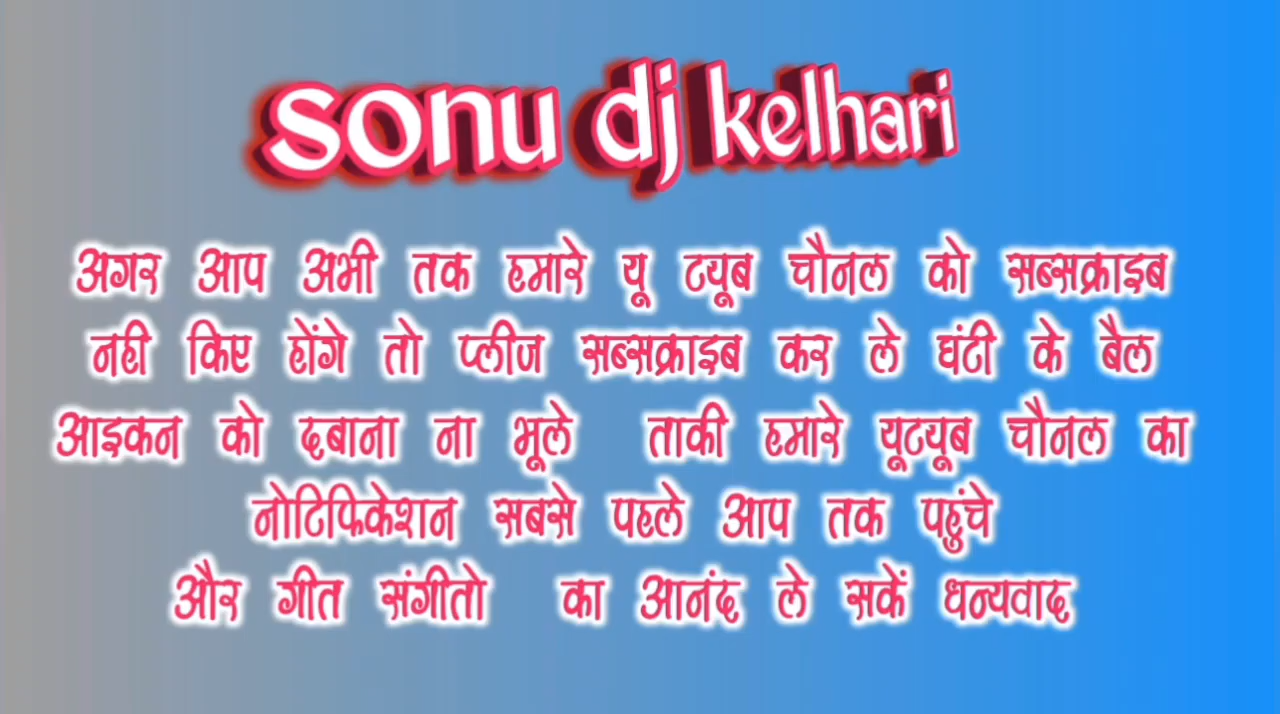 sonu dj kelhari
अगर आप अभी तक हमारे यू ट्यूब चौनल को सब्सक्राइब
नही किए होंगे तो प्लीज सब्सक्राइब कर ले घंटी के बैल
आइकन को दबाना ना भूले ताकी हमारे यूट्यूब चौनल का
नोटिफिकेशन सबसे पहले आप तक पहुंचे
और गीत संगीतो का आनंद ले सकें धन्यवाद